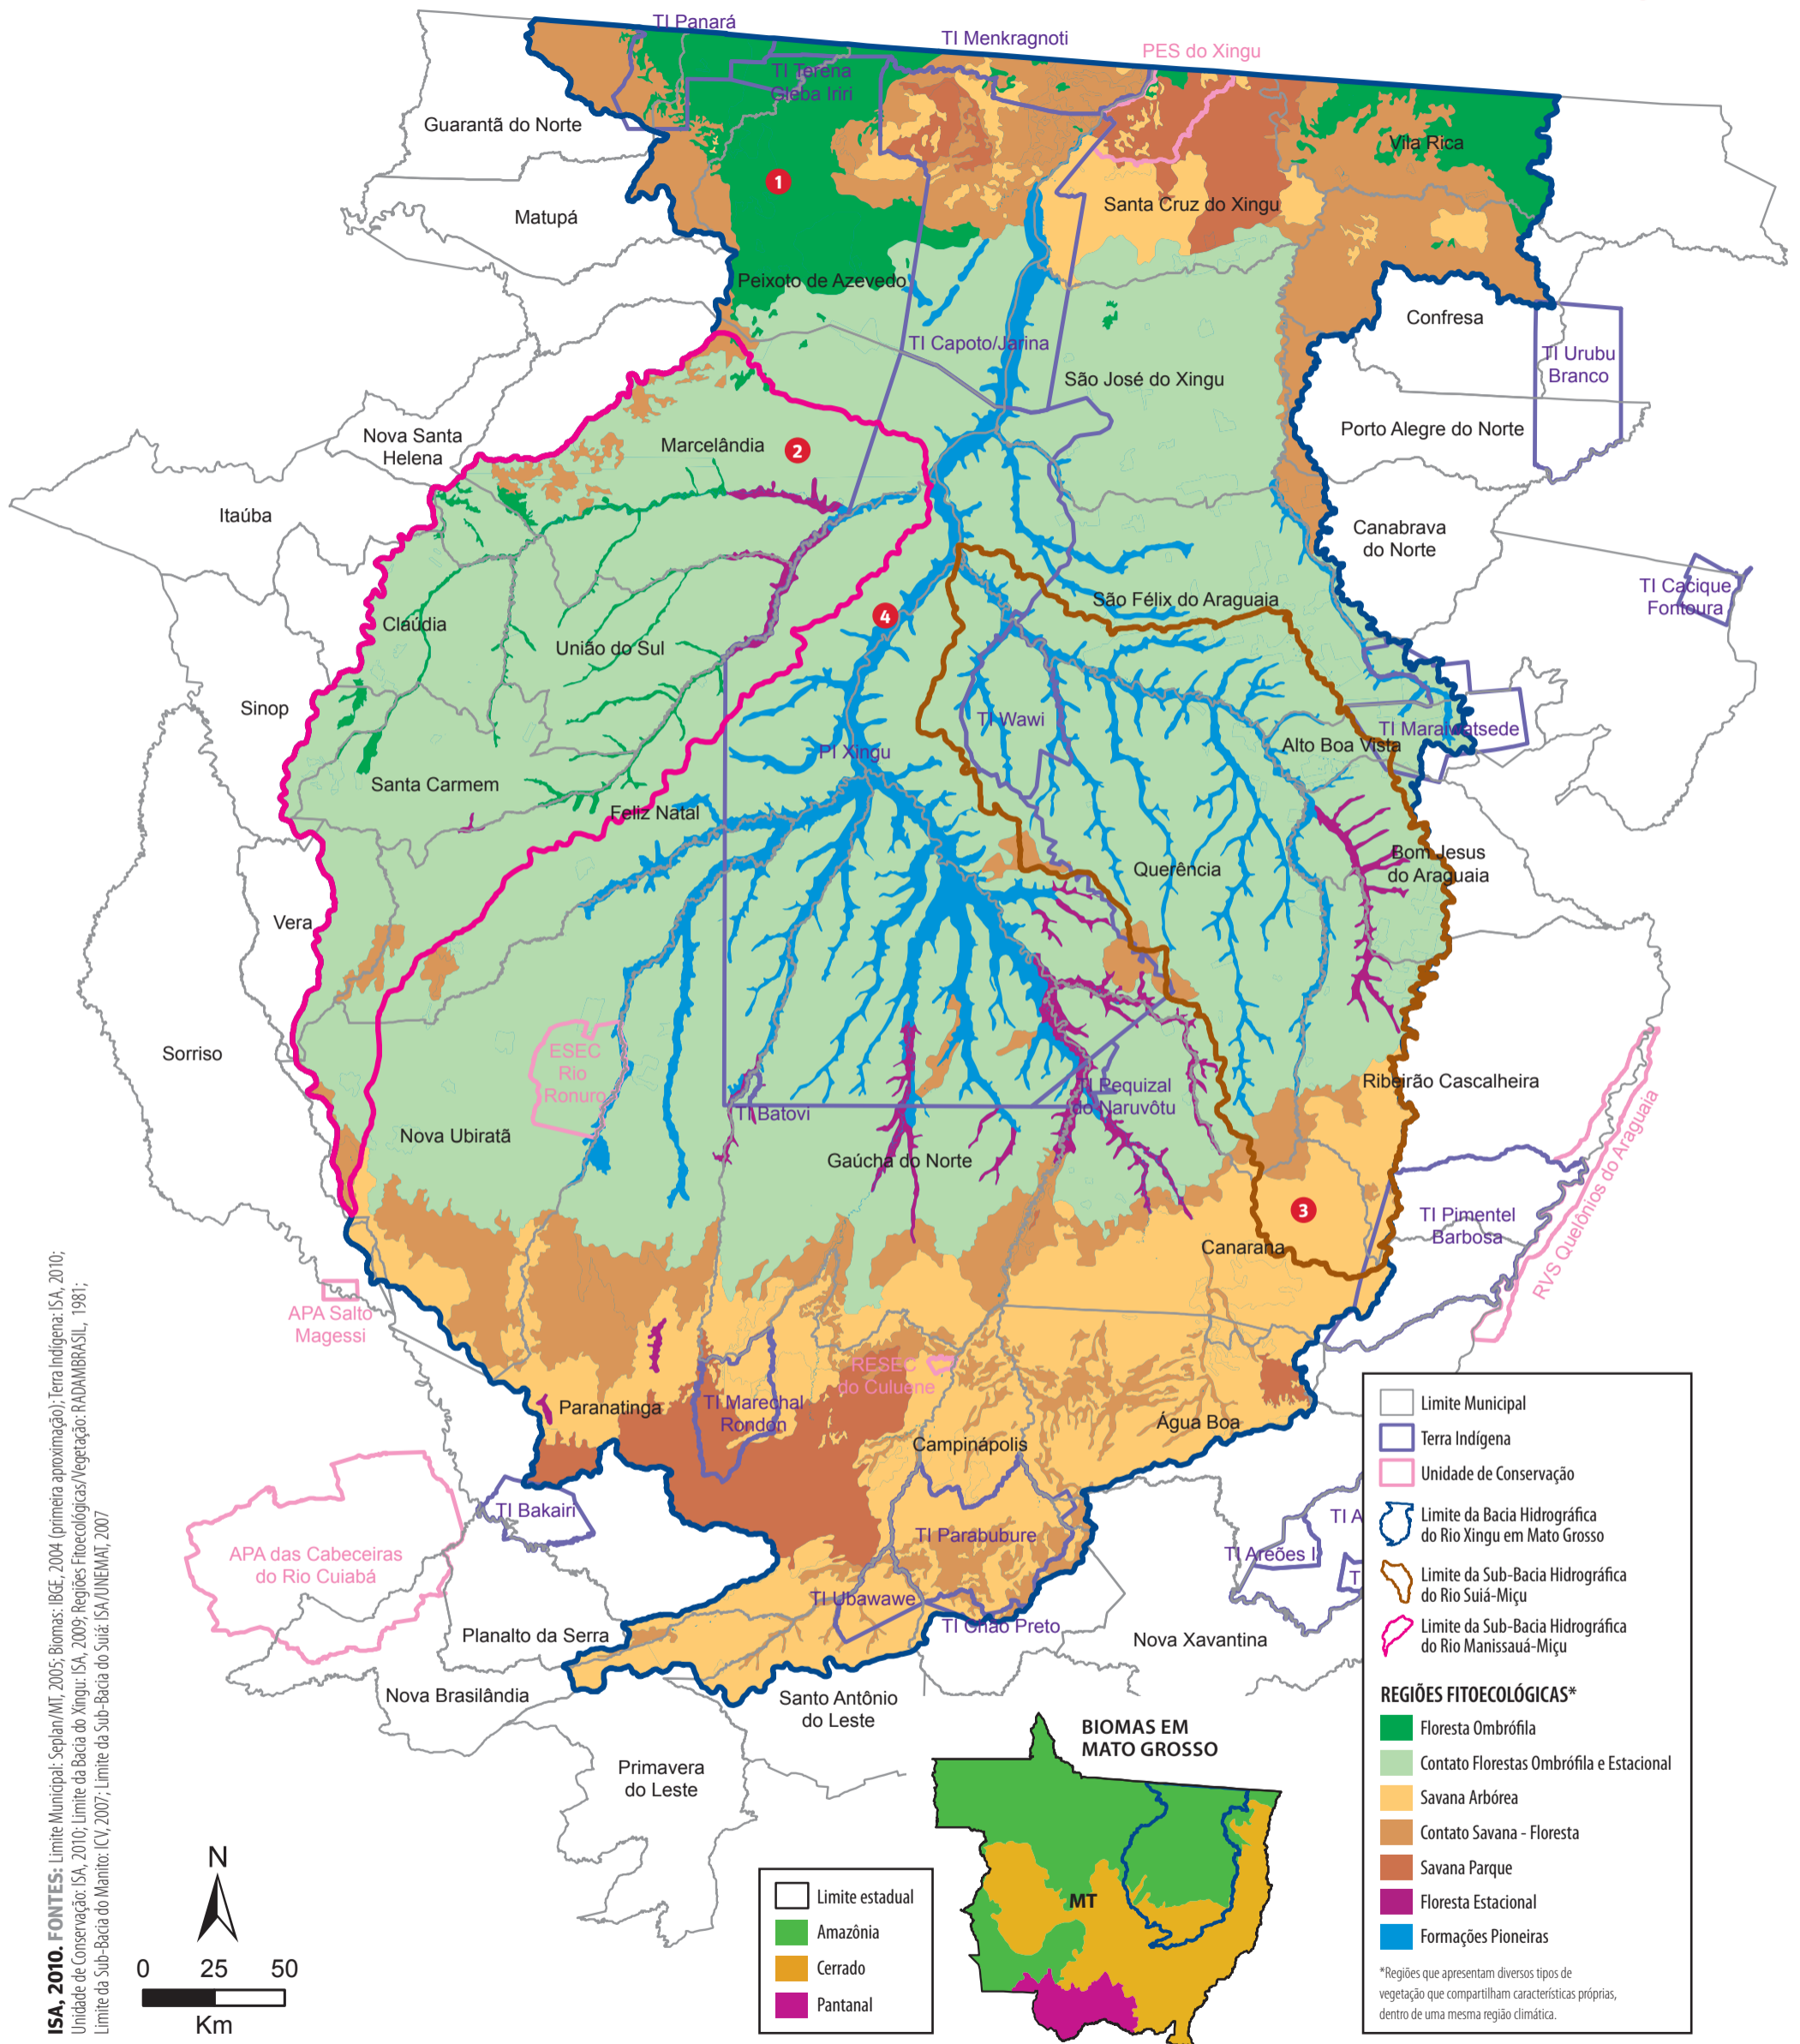 TI Panará
TI Menkragnoti
PES do Xingu
TI Terena
Gleba Iriri
Guarantã do Norte
Vila Rica
1
Matupá
Santa Cruz do Xingu
Peixoto de Azevedo
Confresa
TI Capoto/Jarina
TI Urubu
Branco
São José do Xingu
Nova Santa
Helena
Marcelândia
2
Porto Alegre do Norte
Itaúba
Canabrava
do Norte
TI Cacique
Fontoura
São Félix do Araguaia
4
Claúdia
União do Sul
Sinop
TI Wawi
TI Maraiwatsede
Alto Boa Vista
PI Xingu
Santa Carmem
Feliz Natal
Querência
Bom Jesus
do Araguaia
Vera
Sorriso
ESEC
Rio
Ronuro
Ribeirão Cascalheira
TI Pequizal
do Naruvôtu
TI Batovi
Nova Ubiratã
Gaúcha do Norte
RVS Quelônios do Araguaia
3
TI Pimentel
Barbosa
Canarana
APA Salto
Magessi
RESEC
do Culuene
Paranatinga
TI Marechal
Rondon
Água Boa
Campinápolis
TI Bakairi
TI Parabubure
TI A
TI Areões I
T
APA das Cabeceiras
do Rio Cuiabá
TI Ubawawe
TI Chão Preto
Planalto da Serra
Nova Xavantina
Nova Brasilândia
Santo Antônio
do Leste
Primavera
do Leste
Limite Municipal
Terra Indígena
Unidade de Conservação
Limite da Bacia Hidrográfica
do Rio Xingu em Mato Grosso
Limite da Sub-Bacia Hidrográfica
do Rio Suiá-Miçu
Limite da Sub-Bacia Hidrográfica
do Rio Manissauá-Miçu
REGIÕES FITOECOLÓGICAS*
Floresta Ombrófila
Contato Florestas Ombrófila e Estacional
Savana Arbórea
Contato Savana - Floresta
Savana Parque
Floresta Estacional
Formações Pioneiras
*Regiões que apresentam diversos tipos de
vegetação que compartilham características próprias,
dentro de uma mesma região climática.
BIOMAS EM
MATO GROSSO
MT
Limite estadual
Amazônia
Cerrado
Pantanal
N
0 25 50
Km
ISA, 2010. FONTES: Limite Municipal: Seplan/MT, 2005; Biomas: IBGE, 2004 (primeira aproximação); Terra Indígena: ISA, 2010;
Unidade de Conservação: ISA, 2010; Limite da Bacia do Xingu: ISA, 2009; Regiões Fitoecológicas/Vegetação: RADAMBRASIL, 1981;
Limite da Sub-Bacia do Manito: ICV, 2007; Limite da Sub-Bacia do Suiá: ISA/UNEMAT, 2007